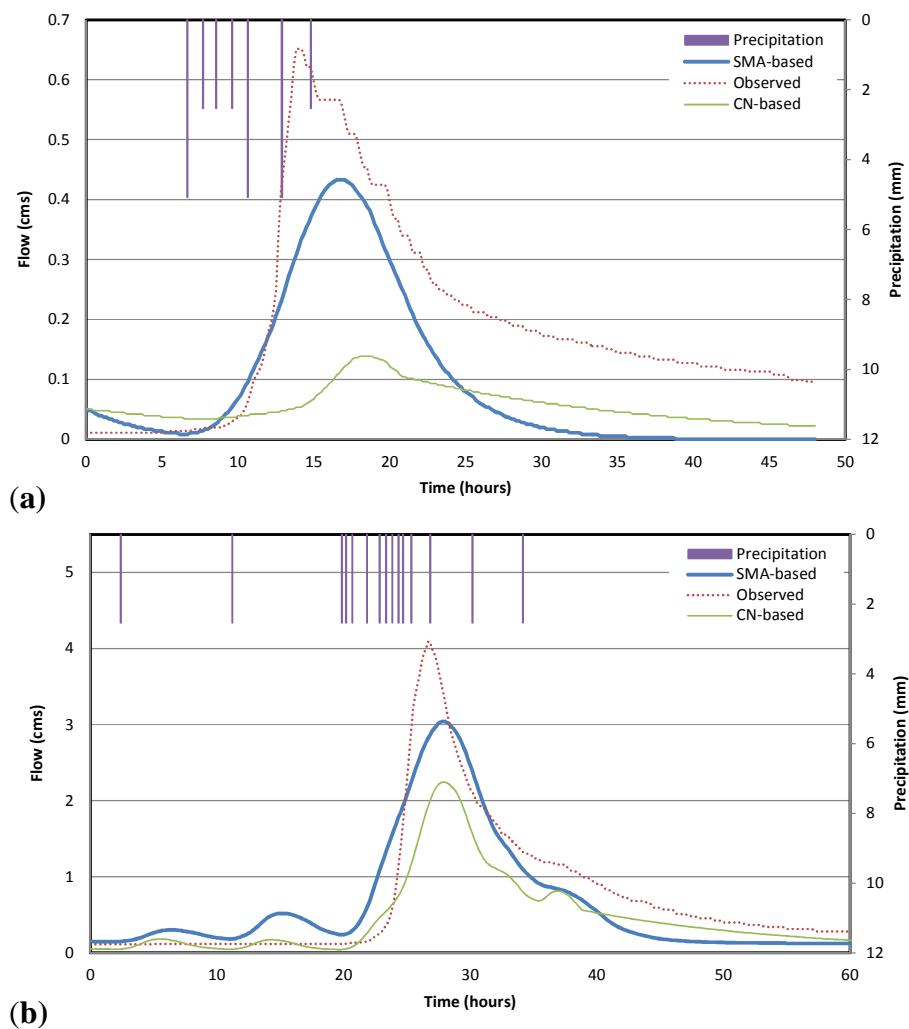 0.7
0.6
0.5
0.4
0.3
0.2
0.1
0
Flow (cms)
0
2
4
6
8
10
12
Precipitation (mm)
Precipitation
SMA-based
Observed
CN-based
0 5 10 15 20 25 30 35 40 45 50
Time (hours)
(a)
5
4
3
2
1
0
Flow (cms)
0
2
4
6
8
10
12
Precipitation (mm)
Precipitation
SMA-based
Observed
CN-based
0 10 20 30 40 50 60
Time (hours)
(b)